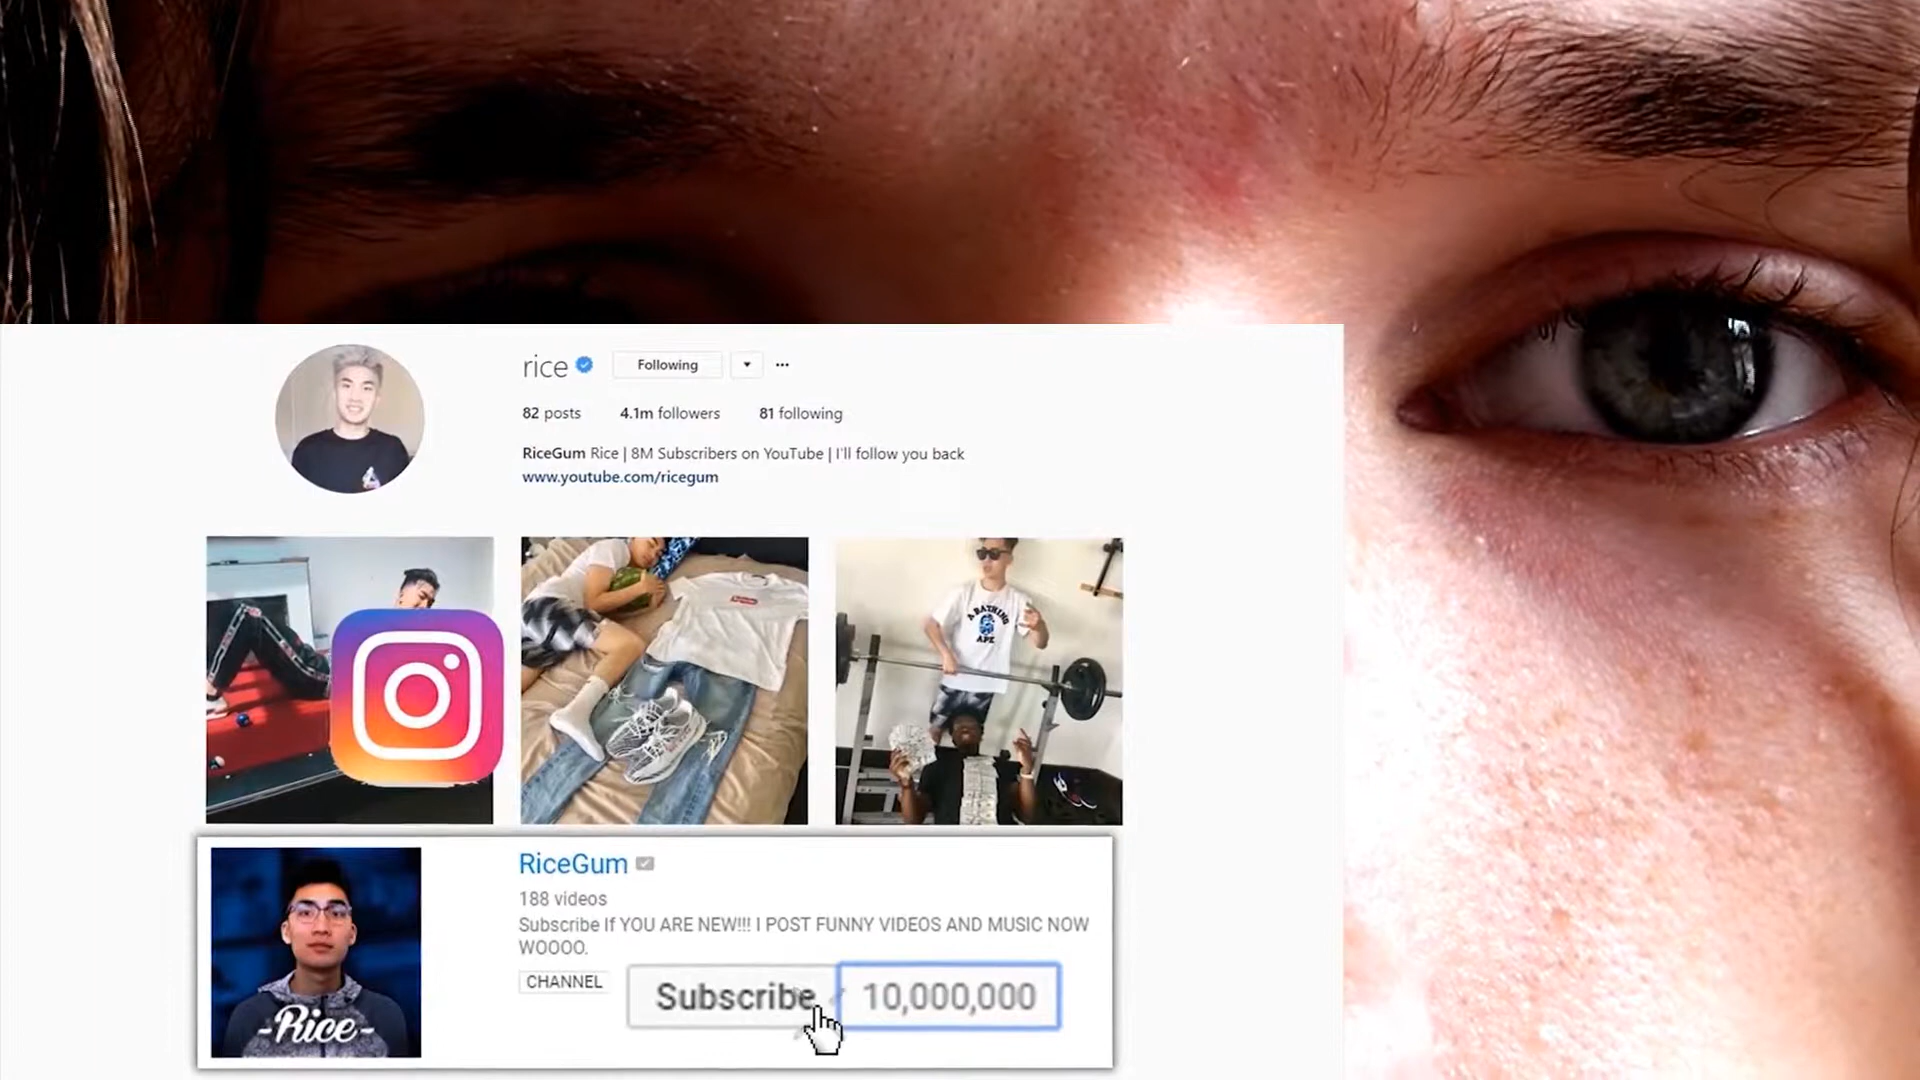 rice Following
82 posts 4.1m followers 81 following
RiceGum Rice | 8M Subscribers on YouTube | I'll follow you back
www.youtube.com/ricegum
A BATHING
APE
RiceGum
188 videos
Subscribe If YOU ARE NEW!!! I POST FUNNY VIDEOS AND MUSIC NOW
WOOOO.
CHANNEL
Subscribe 10,000,000
-Rice-